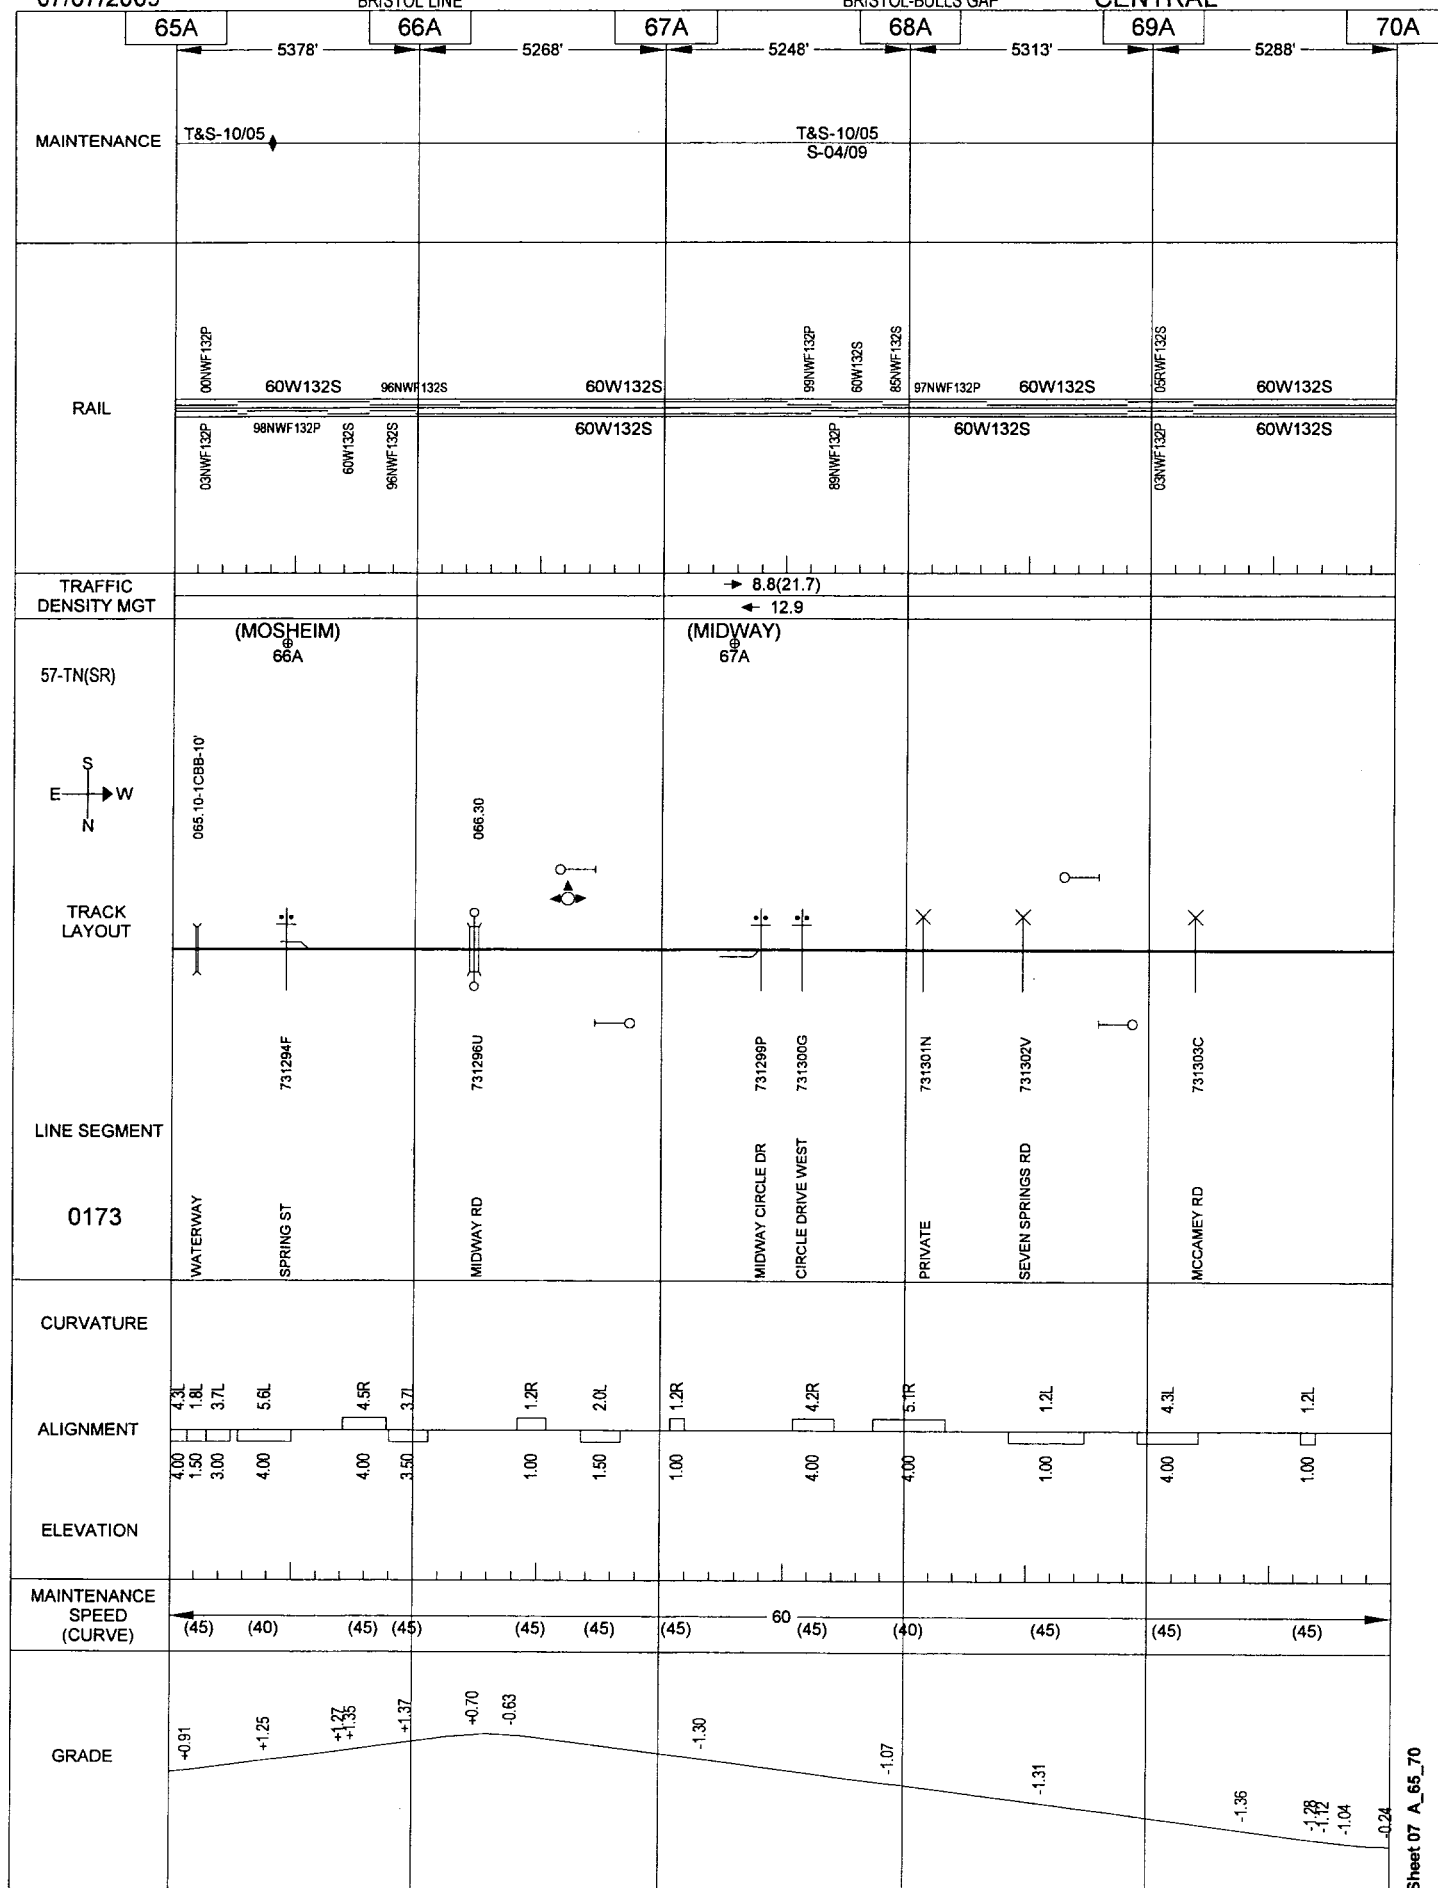 BRISTOL LINE
BRISTOL-BULLS GAP
CENTRAL
65A 66A 67A 68A 69A 70A
5378' 5268' 5248' 5313' 5288'
MAINTENANCE
T&S-10/05
T&S-10/05
S-04/09
RAIL
00NWF132P
60W132S
96NWF132S
60W132S
99NWF132P
60W132S
85NWF132S
97NWF132P
60W132S
05RWF132S
60W132S
03NWF132P
98NWF132P
60W132S
96NWF132S
60W132S
89NWF132P
60W132S
03NWF132P
60W132S
TRAFFIC
DENSITY MGT
8.8(21.7)
12.9
(MOSHEIM)
66A
(MIDWAY)
67A
57-TN(SR)
S
E W
N
065.10-1CBB-10'
066.30
TRACK
LAYOUT
731294F
731296U
731299P
731300G
731301N
731302V
731303C
LINE SEGMENT
0173
WATERWAY
SPRING ST
MIDWAY RD
MIDWAY CIRCLE DR
CIRCLE DRIVE WEST
PRIVATE
SEVEN SPRINGS RD
MCCAMEY RD
CURVATURE
4.3L 1.8L 3.7L 5.6L 4.5R 3.7L 1.2R 2.0L 1.2R 4.2R 5.1R 1.2L 4.3L 1.2L
ALIGNMENT
4.00 1.50 3.00 4.00 4.00 3.50 1.00 1.50 1.00 4.00 4.00 1.00 4.00 1.00
ELEVATION
MAINTENANCE
SPEED
(CURVE)
60
(45) (40) (45) (45) (45) (45) (45) (45) (40) (45) (45) (45)
GRADE
+0.91 +1.25 +1.27 +1.35 +1.37 +0.70 -0.63 -1.30 -1.07 -1.31 -1.36 -1.28 -1.12 -1.04 -0.24
Sheet 07 A_65_70